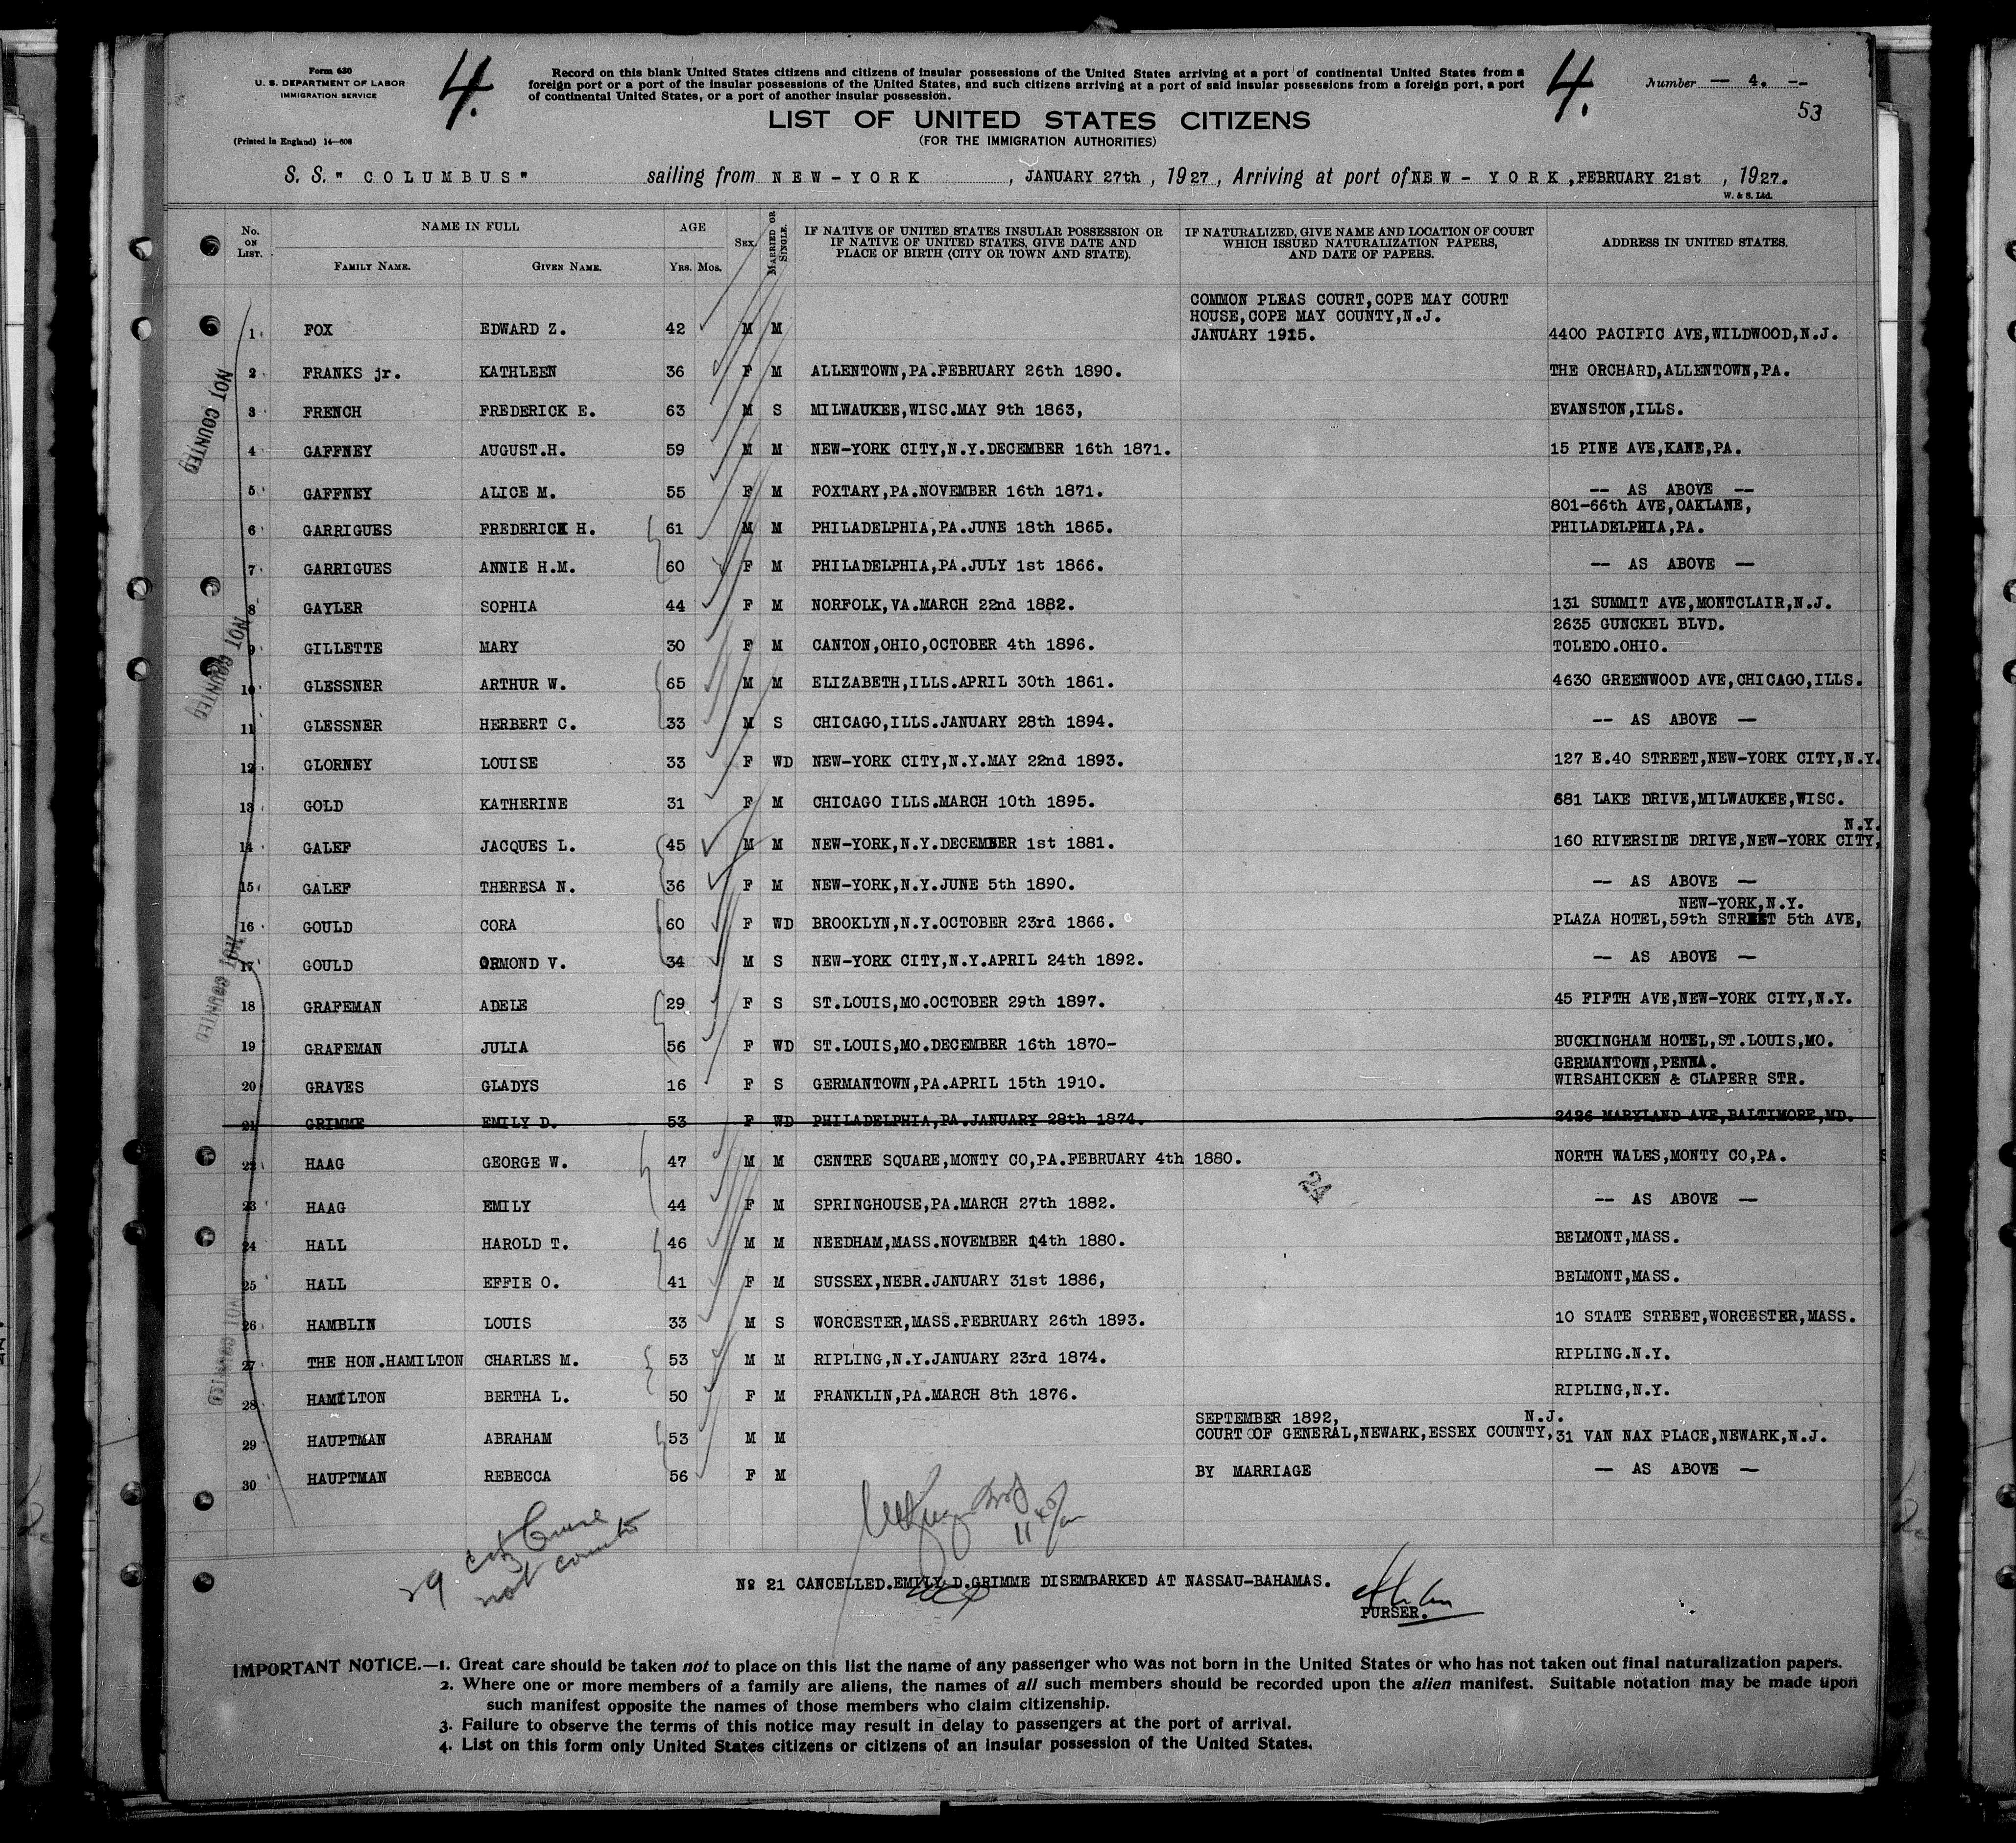 Form 630
U. S. DEPARTMENT OF LABOR
IMMIGRATION SERVICE
(Printed in England) 14—608
4.
Record on this blank United States citizens and citizens of insular possessions of the United States arriving at a port of continental United States from a
foreign port or a port of the insular possessions of the United States, and such citizens arriving at a port of said insular possessions from a foreign port, a port
of continental United States, or a port of another insular possession.
4.
Number — 4. --
53
LIST OF UNITED STATES CITIZENS
(FOR THE IMMIGRATION AUTHORITIES)
S. S. " COLUMBUS" sailing from NEW-YORK, JANUARY 27th, 1927, Arriving at port of NEW-YORK, FEBRUARY 21st, 1927.
W. & S. Ltd.
No. ON LIST. NAME IN FULL AGE SEX. MARRIED OR SINGLE. IF NATIVE OF UNITED STATES INSULAR POSSESSION OR IF NATIVE OF UNITED STATES, GIVE DATE AND PLACE OF BIRTH (CITY OR TOWN AND STATE). IF NATURALIZED, GIVE NAME AND LOCATION OF COURT WHICH ISSUED NATURALIZATION PAPERS, AND DATE OF PAPERS. ADDRESS IN UNITED STATES.
FAMILY NAME. GIVEN NAME. YRS. MOS.
COMMON PLEAS COURT,COPE MAY COURT
HOUSE,COPE MAY COUNTY,N.J.
1 FOX EDWARD Z. 42 M M JANUARY 1915. 4400 PACIFIC AVE,WILDWOOD,N.J.
2 FRANKS jr. KATHLEEN 36 F M ALLENTOWN,PA.FEBRUARY 26th 1890. THE ORCHARD,ALLENTOWN,PA.
3 FRENCH FREDERICK E. 63 M S MILWAUKEE,WISC.MAY 9th 1863, EVANSTON,ILLS.
4 GAFFNEY AUGUST.H. 59 M M NEW-YORK CITY,N.Y.DECEMBER 16th 1871. 15 PINE AVE,KANE,PA.
5 GAFFNEY ALICE M. 55 F M FOXTARY,PA.NOVEMBER 16th 1871. -- AS ABOVE --
801-66th AVE,OAKLANE,
6 GARRIGUES FREDERICK H. 61 M M PHILADELPHIA,PA.JUNE 18th 1865. PHILADELPHIA,PA.
7 GARRIGUES ANNIE H.M. 60 F M PHILADELPHIA,PA.JULY 1st 1866. -- AS ABOVE —
8 GAYLER SOPHIA 44 F M NORFOLK,VA.MARCH 22nd 1882. 131 SUMMIT AVE,MONTCLAIR,N.J.
2635 GUNCKEL BLVD.
9 GILLETTE MARY 30 F M CANTON,OHIO,OCTOBER 4th 1896. TOLEDO.OHIO.
10 GLESSNER ARTHUR W. 65 M M ELIZABETH,ILLS.APRIL 30th 1861. 4630 GREENWOOD AVE,CHICAGO,ILLS.
11 GLESSNER HERBERT C. 33 M S CHICAGO,ILLS.JANUARY 28th 1894. -- AS ABOVE —
12 GLORNEY LOUISE 33 F WD NEW-YORK CITY,N.Y.MAY 22nd 1893. 127 E.40 STREET,NEW-YORK CITY,N.Y.
13 GOLD KATHERINE 31 F M CHICAGO ILLS.MARCH 10th 1895. 681 LAKE DRIVE,MILWAUKEE,WISC.
N.Y.
14 GALEF JACQUES L. 45 M M NEW-YORK,N.Y.DECEMBER 1st 1881. 160 RIVERSIDE DRIVE,NEW-YORK CITY,
15 GALEF THERESA N. 36 F M NEW-YORK,N.Y.JUNE 5th 1890. -- AS ABOVE —
NEW-YORK,N.Y.
16 GOULD CORA 60 F WD BROOKLYN,N.Y.OCTOBER 23rd 1866. PLAZA HOTEL,59th STREET 5th AVE,
17 GOULD ORMOND V. 34 M S NEW-YORK CITY,N.Y.APRIL 24th 1892. — AS ABOVE —
18 GRAFEMAN ADELE 29 F S ST.LOUIS,MO.OCTOBER 29th 1897. 45 FIFTH AVE,NEW-YORK CITY,N.Y.
19 GRAFEMAN JULIA 56 F WD ST.LOUIS,MO.DECEMBER 16th 1870- BUCKINGHAM HOTEL,ST.LOUIS,MO.
GERMANTOWN,PENNA.
20 GRAVES GLADYS 16 F S GERMANTOWN,PA.APRIL 15th 1910. WIRSAHICKEN & CLAPERR STR.
21 GRIMME EMILY D. 53 F WD PHILADELPHIA,PA.JANUARY 28th 1874. 2426 MARYLAND AVE,BALTIMORE,MD.
22 HAAG GEORGE W. 47 M M CENTRE SQUARE,MONTY CO,PA.FEBRUARY 4th 1880. NORTH WALES,MONTY CO,PA.
24
23 HAAG EMILY 44 F M SPRINGHOUSE,PA.MARCH 27th 1882. -- AS ABOVE —
24 HALL HAROLD T. 46 M M NEEDHAM,MASS.NOVEMBER 14th 1880. BELMONT,MASS.
25 HALL EFFIE O. 41 F M SUSSEX,NEBR.JANUARY 31st 1886, BELMONT,MASS.
26 HAMBLIN LOUIS 33 M S WORCESTER,MASS.FEBRUARY 26th 1893. 10 STATE STREET,WORCESTER,MASS.
27 THE HON.HAMILTON CHARLES M. 53 M M RIPLING,N.Y.JANUARY 23rd 1874. RIPLING.N.Y.
28 HAMILTON BERTHA L. 50 F M FRANKLIN,PA.MARCH 8th 1876. RIPLING,N.Y.
SEPTEMBER 1892, N.J.
29 HAUPTMAN ABRAHAM 53 M M COURT OF GENERAL,NEWARK,ESSEX COUNTY, 31 VAN NAX PLACE,NEWARK,N.J.
30 HAUPTMAN REBECCA 56 F M BY MARRIAGE — AS ABOVE —
NOT COUNTED
NOT COUNTED
NOT COUNTED
NOT COUNTED
29 citz Cruise
not counted
No 21 CANCELLED.EMILY D.GRIMME DISEMBARKED AT NASSAU-BAHAMAS.
PURSER.
IMPORTANT NOTICE.—1. Great care should be taken not to place on this list the name of any passenger who was not born in the United States or who has not taken out final naturalization papers.
2. Where one or more members of a family are aliens, the names of all such members should be recorded upon the alien manifest. Suitable notation may be made upon
such manifest opposite the names of those members who claim citizenship.
3. Failure to observe the terms of this notice may result in delay to passengers at the port of arrival.
4. List on this form only United States citizens or citizens of an insular possession of the United States.